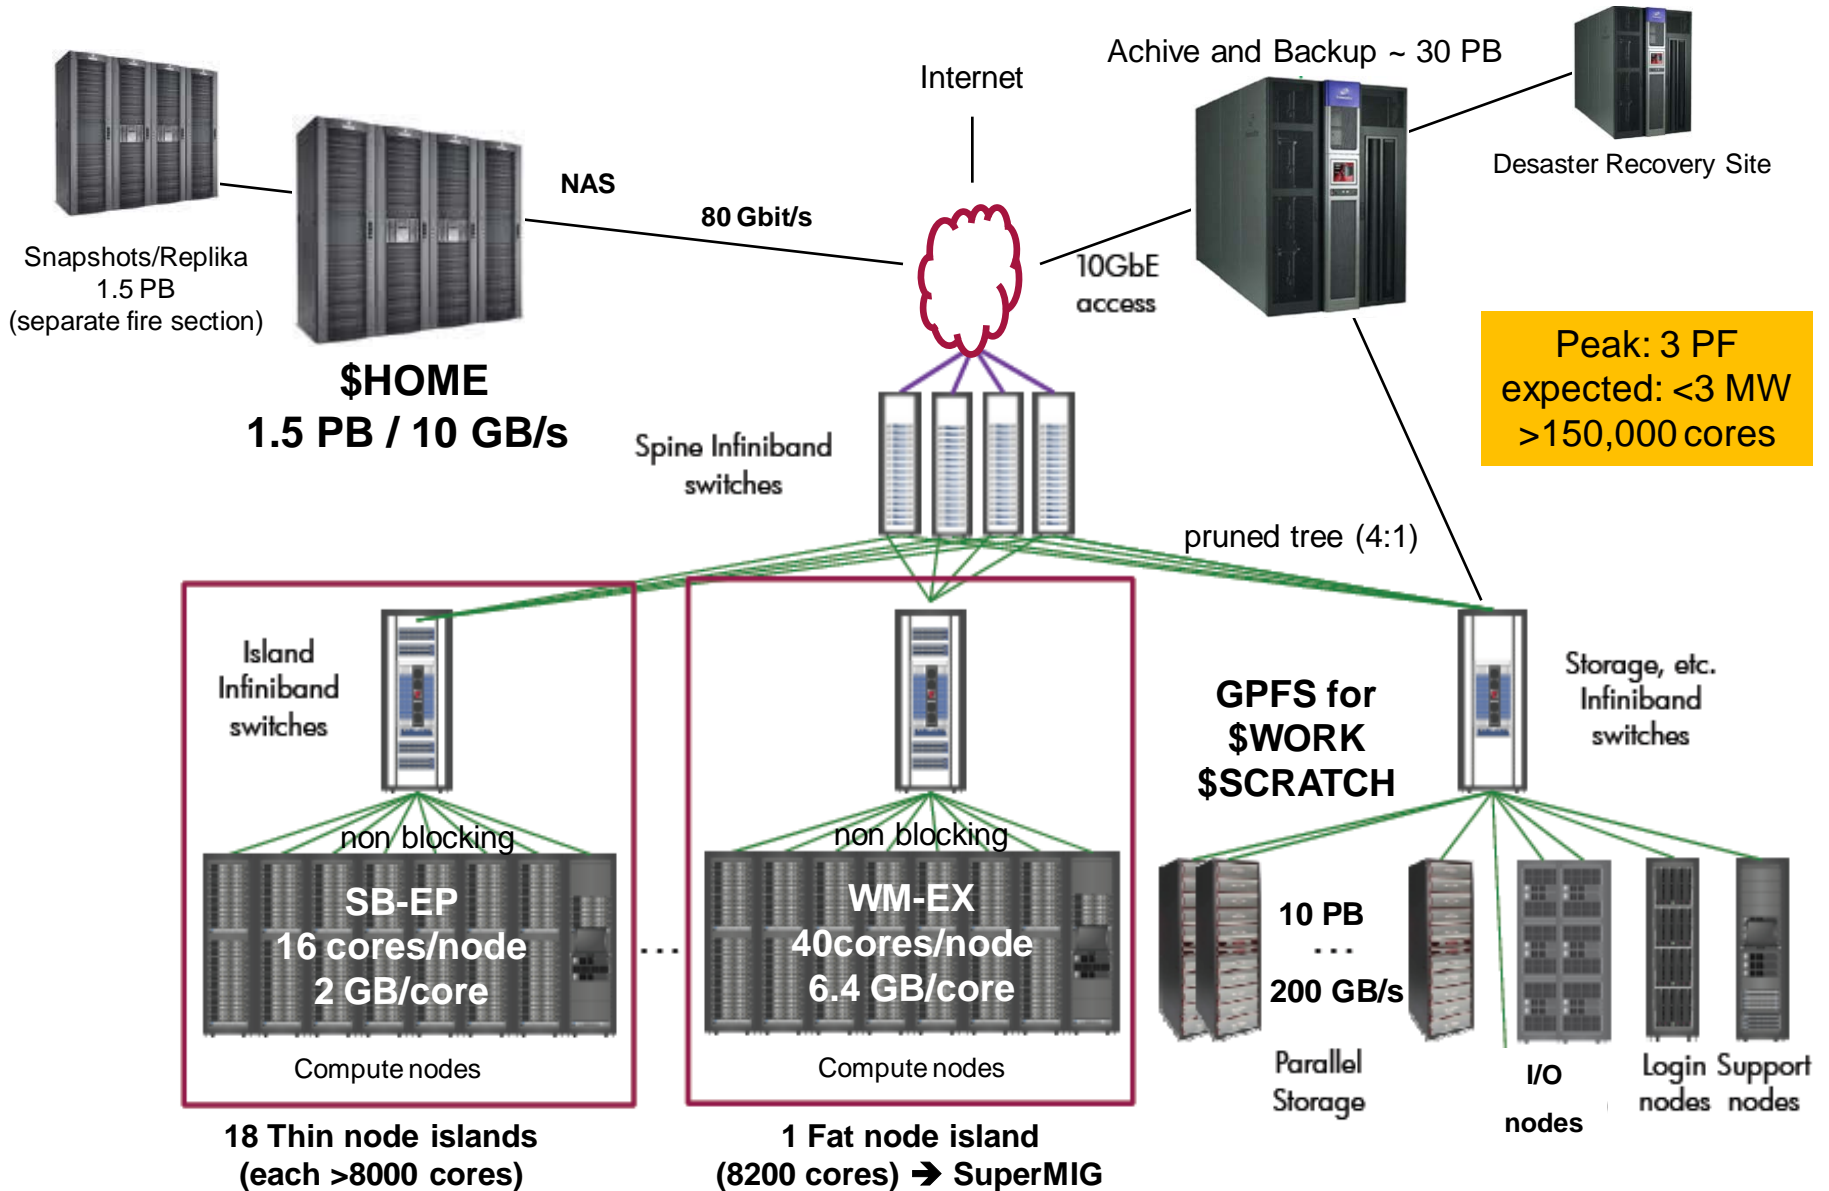 Internet
Achive and Backup ~ 30 PB
Desaster Recovery Site
NAS
80 Gbit/s
Snapshots/Replika
1.5 PB
(separate fire section)
10GbE
access
$HOME
1.5 PB / 10 GB/s
Peak: 3 PF
expected: <3 MW
>150,000 cores
Spine Infiniband
switches
pruned tree (4:1)
Island
Infiniband
switches
GPFS for
$WORK
$SCRATCH
Storage, etc.
Infiniband
switches
non blocking
non blocking
SB-EP
16 cores/node
2 GB/core
...
WM-EX
40cores/node
6.4 GB/core
10 PB
...
200 GB/s
Compute nodes
Compute nodes
Parallel
Storage
I/O
nodes
Login
nodes
Support
nodes
18 Thin node islands
(each >8000 cores)
1 Fat node island
(8200 cores) ➔ SuperMIG